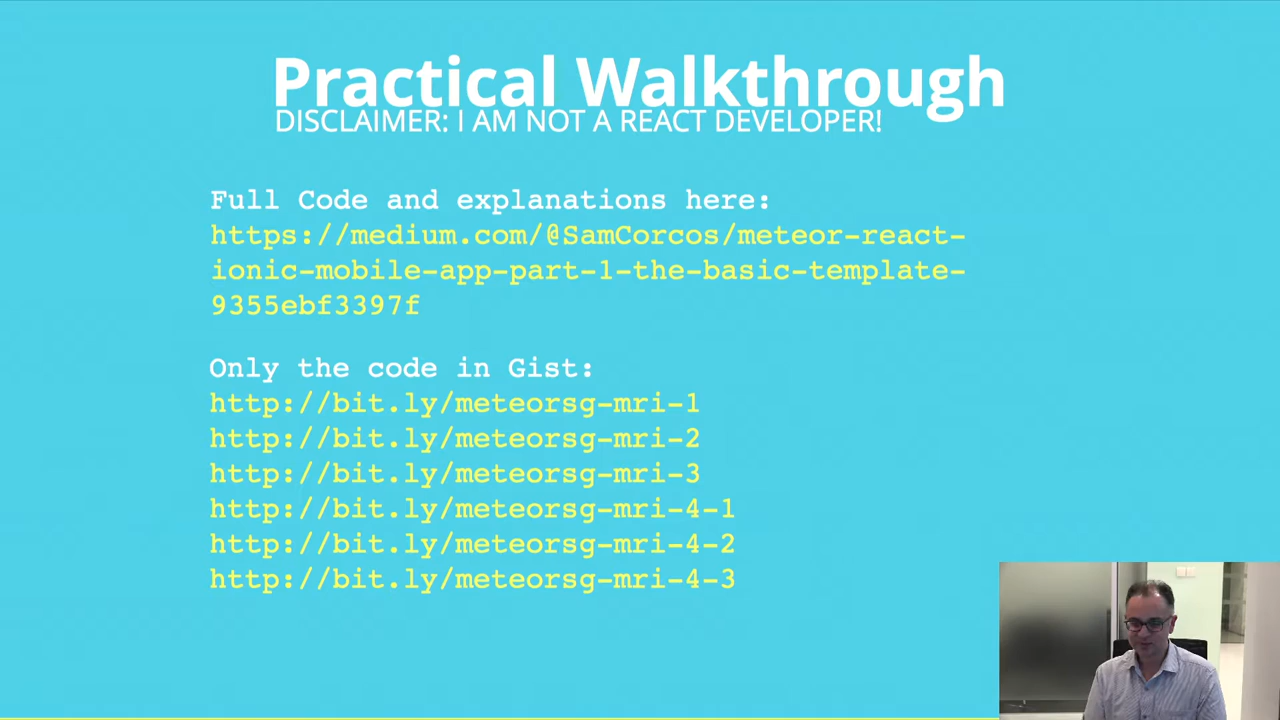 Practical Walkthrough
DISCLAIMER: I AM NOT A REACT DEVELOPER!
Full Code and explanations here:
https://medium.com/@SamCorcos/meteor-react-
ionic-mobile-app-part-1-the-basic-template-
9355ebf3397f
Only the code in Gist:
http://bit.ly/meteorsg-mri-1
http://bit.ly/meteorsg-mri-2
http://bit.ly/meteorsg-mri-3
http://bit.ly/meteorsg-mri-4-1
http://bit.ly/meteorsg-mri-4-2
http://bit.ly/meteorsg-mri-4-3